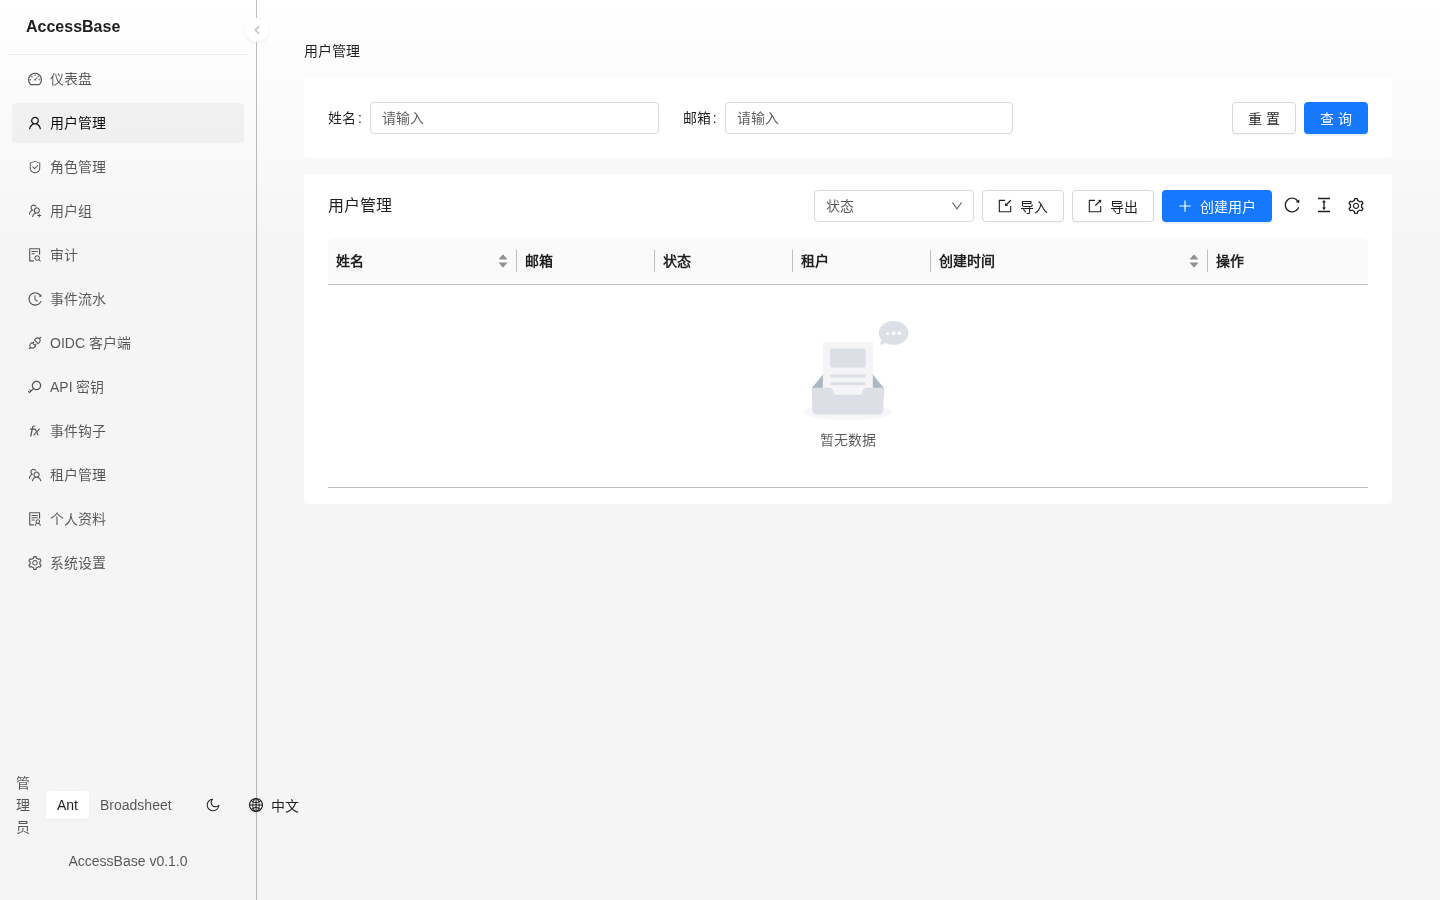 AccessBase
仪表盘
用户管理
角色管理
用户组
审计
事件流水
OIDC 客户端
API 密钥
事件钩子
租户管理
个人资料
系统设置
管理员
Ant Broadsheet 中文
AccessBase v0.1.0
用户管理
姓名: 请输入 邮箱: 请输入 重 置 查 询
用户管理 状态 导入 导出 创建用户
姓名 邮箱 状态 租户 创建时间 操作
暂无数据